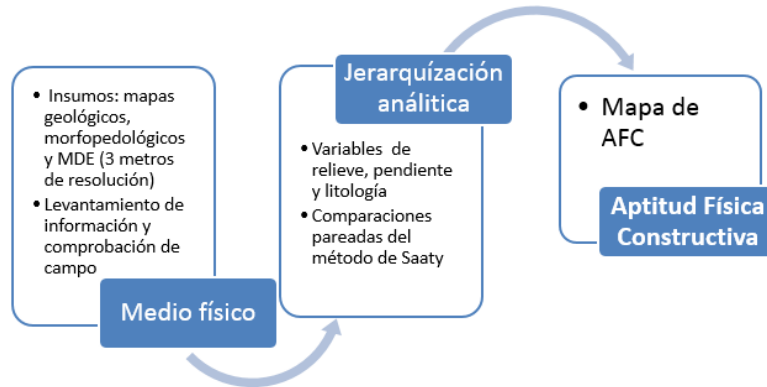 • Insumos: mapas
geológicos,
morfopedológicos
y MDE (3 metros
de resolución)
• Levantamiento de
información y
comprobación de
campo
Medio físico
Jerarquízación
análitica
• Variables de
relieve, pendiente
y litología
• Comparaciones
pareadas del
método de Saaty
• Mapa de
AFC
Aptitud Física
Constructiva